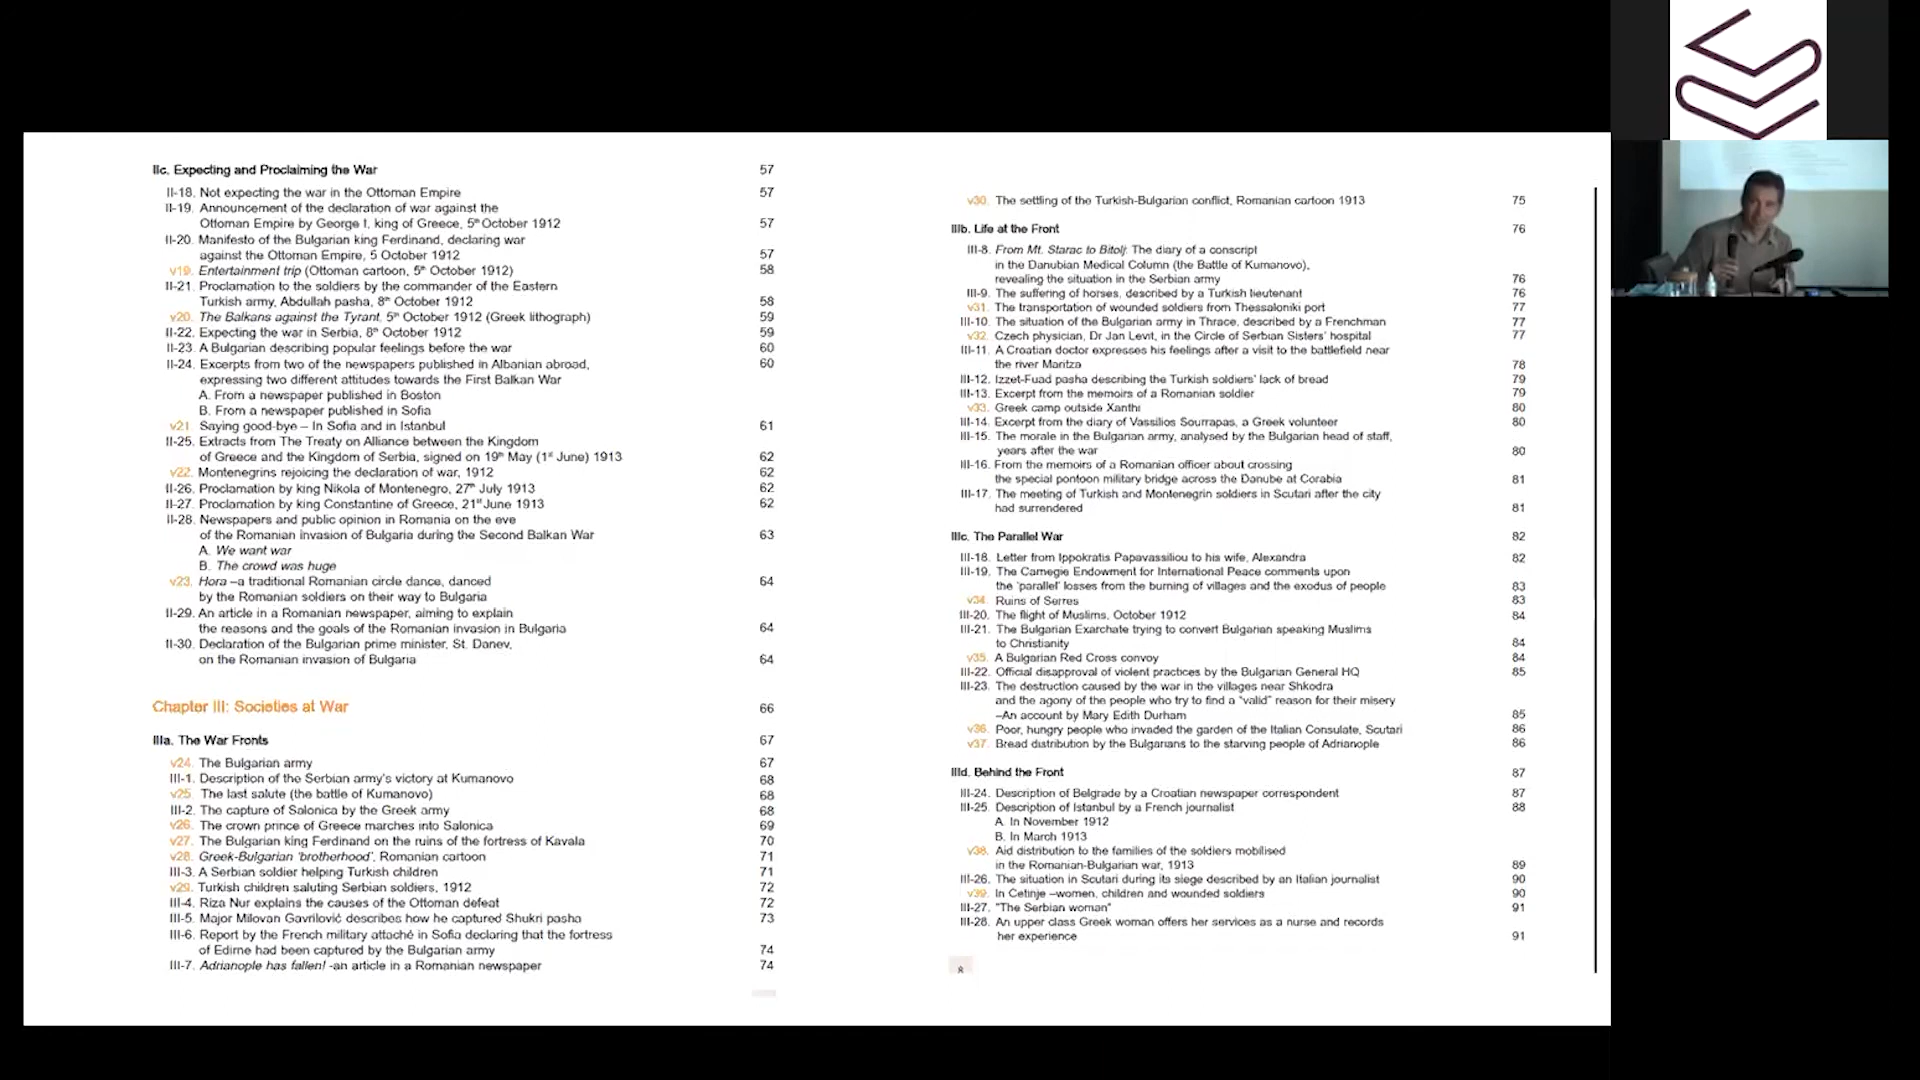 IIc. Expecting and Proclaiming the War 57
II-18. Not expecting the war in the Ottoman Empire 57
II-19. Announcement of the declaration of war against the
Ottoman Empire by George I, king of Greece, 5th October 1912 57
II-20. Manifesto of the Bulgarian king Ferdinand, declaring war
against the Ottoman Empire, 5 October 1912 57
v19. Entertainment trip (Ottoman cartoon, 5th October 1912) 58
II-21. Proclamation to the soldiers by the commander of the Eastern
Turkish army, Abdullah pasha, 8th October 1912 58
v20. The Balkans against the Tyrant, 5th October 1912 (Greek lithograph) 59
II-22. Expecting the war in Serbia, 8th October 1912 59
II-23. A Bulgarian describing popular feelings before the war 60
II-24. Excerpts from two of the newspapers published in Albanian abroad, 60
expressing two different attitudes towards the First Balkan War
A. From a newspaper published in Boston
B. From a newspaper published in Sofia
v21. Saying good-bye – In Sofia and in Istanbul 61
II-25. Extracts from The Treaty on Alliance between the Kingdom
of Greece and the Kingdom of Serbia, signed on 19th May (1st June) 1913 62
v22. Montenegrins rejoicing the declaration of war, 1912 62
II-26. Proclamation by king Nikola of Montenegro, 27th July 1913 62
II-27. Proclamation by king Constantine of Greece, 21st June 1913 62
II-28. Newspapers and public opinion in Romania on the eve
of the Romanian invasion of Bulgaria during the Second Balkan War 63
A. We want war
B. The crowd was huge
v23. Hora –a traditional Romanian circle dance, danced 64
by the Romanian soldiers on their way to Bulgaria
II-29. An article in a Romanian newspaper, aiming to explain
the reasons and the goals of the Romanian invasion in Bulgaria 64
II-30. Declaration of the Bulgarian prime minister, St. Danev,
on the Romanian invasion of Bulgaria 64
Chapter III: Societies at War 66
IIIa. The War Fronts 67
v24. The Bulgarian army 67
III-1. Description of the Serbian army's victory at Kumanovo 68
v25. The last salute (the battle of Kumanovo) 68
III-2. The capture of Salonica by the Greek army 68
v26. The crown prince of Greece marches into Salonica 69
v27. The Bulgarian king Ferdinand on the ruins of the fortress of Kavala 70
v28. Greek-Bulgarian 'brotherhood', Romanian cartoon 71
III-3. A Serbian soldier helping Turkish children 71
v29. Turkish children saluting Serbian soldiers, 1912 72
III-4. Riza Nur explains the causes of the Ottoman defeat 72
III-5. Major Milovan Gavrilović describes how he captured Shukri pasha 73
III-6. Report by the French military attaché in Sofia declaring that the fortress
of Edirne had been captured by the Bulgarian army 74
III-7. Adrianople has fallen! -an article in a Romanian newspaper 74
v30. The settling of the Turkish-Bulgarian conflict, Romanian cartoon 1913 75
IIIb. Life at the Front 76
III-8. From Mt. Starac to Bitolj: The diary of a conscript
in the Danubian Medical Column (the Battle of Kumanovo),
revealing the situation in the Serbian army 76
III-9. The suffering of horses, described by a Turkish lieutenant 76
v31. The transportation of wounded soldiers from Thessaloniki port 77
III-10. The situation of the Bulgarian army in Thrace, described by a Frenchman 77
v32. Czech physician, Dr Jan Levit, in the Circle of Serbian Sisters' hospital 77
III-11. A Croatian doctor expresses his feelings after a visit to the battlefield near
the river Maritza 78
III-12. Izzet-Fuad pasha describing the Turkish soldiers' lack of bread 79
III-13. Excerpt from the memoirs of a Romanian soldier 79
v33. Greek camp outside Xanthi 80
III-14. Excerpt from the diary of Vassilios Sourrapas, a Greek volunteer 80
III-15. The morale in the Bulgarian army, analysed by the Bulgarian head of staff,
years after the war 80
III-16. From the memoirs of a Romanian officer about crossing
the special pontoon military bridge across the Danube at Corabia 81
III-17. The meeting of Turkish and Montenegrin soldiers in Scutari after the city
had surrendered 81
IIIc. The Parallel War 82
III-18. Letter from Ippokratis Papavassiliou to his wife, Alexandra 82
III-19. The Carnegie Endowment for International Peace comments upon
the 'parallel' losses from the burning of villages and the exodus of people 83
v34. Ruins of Serres 83
III-20. The flight of Muslims, October 1912 84
III-21. The Bulgarian Exarchate trying to convert Bulgarian speaking Muslims
to Christianity 84
v35. A Bulgarian Red Cross convoy 84
III-22. Official disapproval of violent practices by the Bulgarian General HQ 85
III-23. The destruction caused by the war in the villages near Shkodra
and the agony of the people who try to find a "valid" reason for their misery
–An account by Mary Edith Durham 85
v36. Poor, hungry people who invaded the garden of the Italian Consulate, Scutari 86
v37. Bread distribution by the Bulgarians to the starving people of Adrianople 86
IIId. Behind the Front 87
III-24. Description of Belgrade by a Croatian newspaper correspondent 87
III-25. Description of Istanbul by a French journalist 88
A. In November 1912
B. In March 1913
v38. Aid distribution to the families of the soldiers mobilised
in the Romanian-Bulgarian war, 1913 89
III-26. The situation in Scutari during its siege described by an Italian journalist 90
v39. In Cetinje –women, children and wounded soldiers 90
III-27. "The Serbian woman" 91
III-28. An upper class Greek woman offers her services as a nurse and records
her experience 91